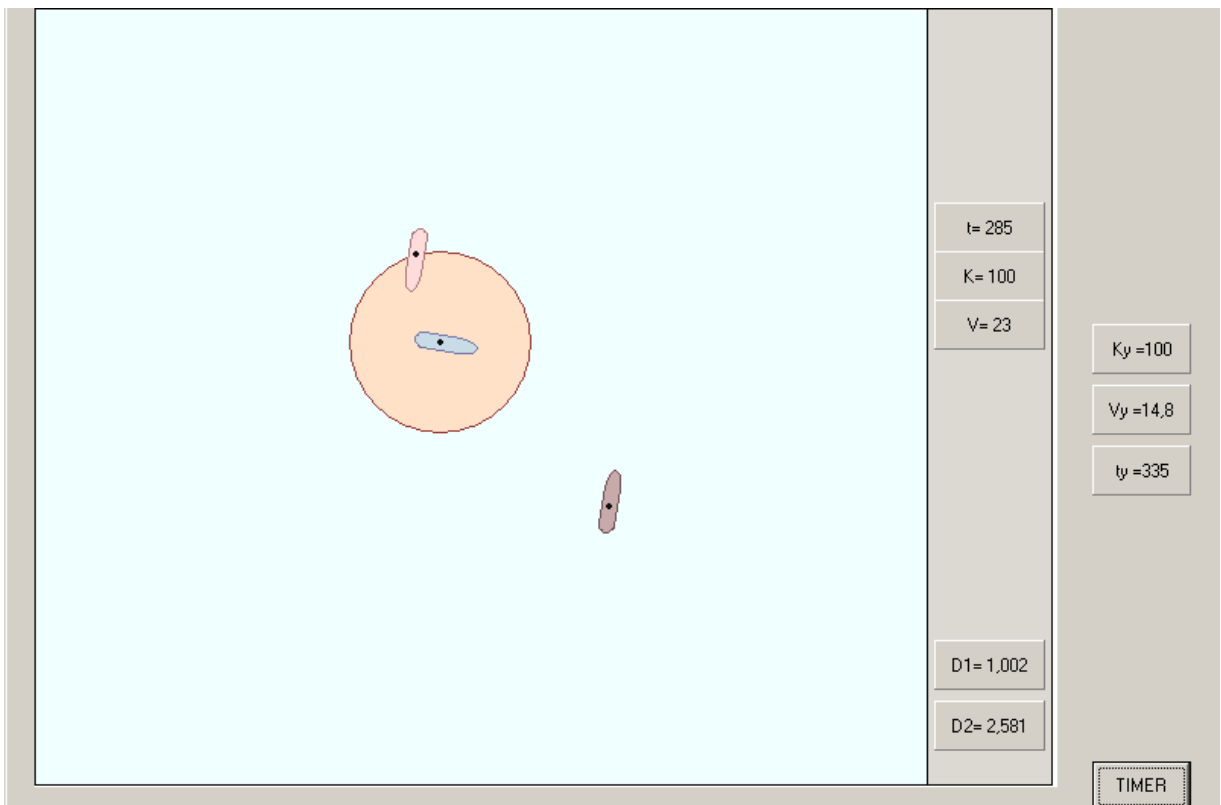 t= 285
K= 100
V= 23
Ky =100
Vy =14,8
ty =335
D1= 1,002
D2= 2,581
TIMER